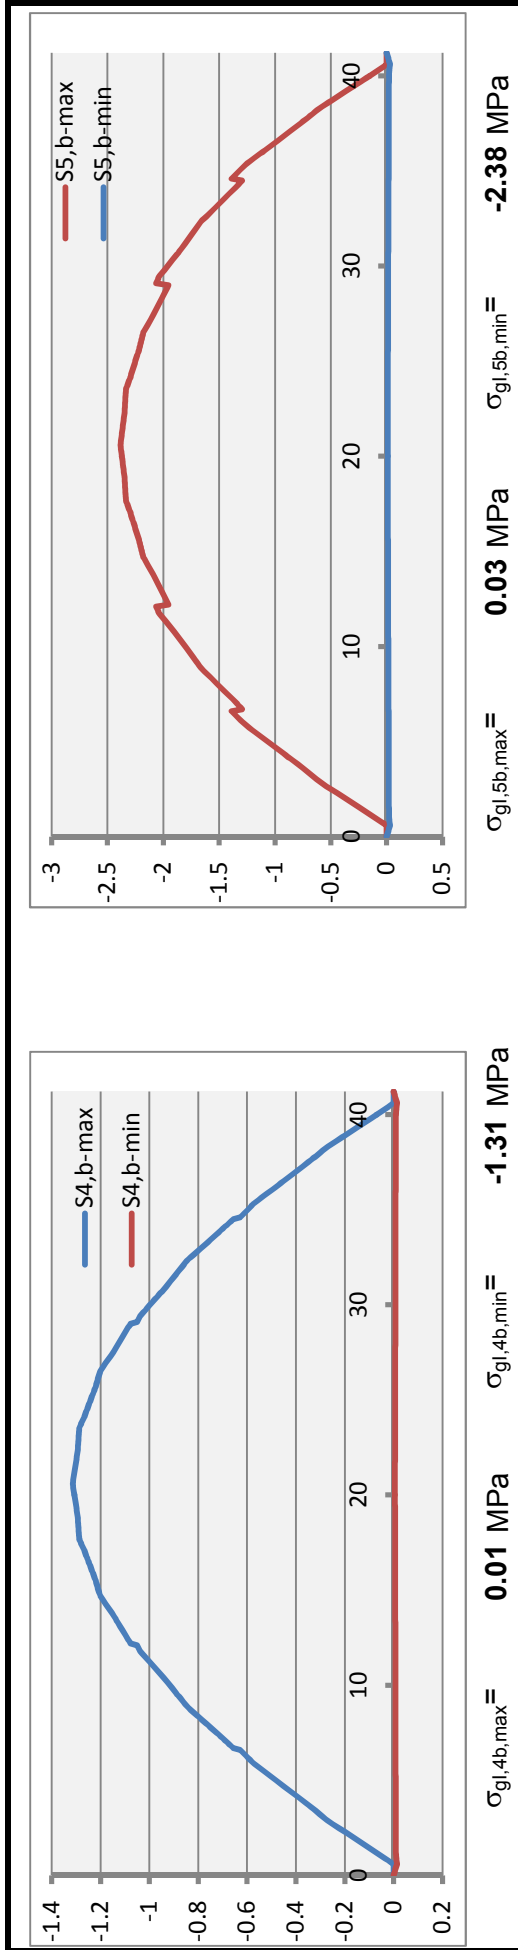 -1.4
-1.2
-1
-0.8
-0.6
-0.4
-0.2
0
0.2
0 10 20 30 40
S4,b-max
S4,b-min
σgl,4b,max= 0.01 MPa σgl,4b,min= -1.31 MPa
-3
-2.5
-2
-1.5
-1
-0.5
0
0.5
0 10 20 30 40
S5,b-max
S5,b-min
σgl,5b,max= 0.03 MPa σgl,5b,min= -2.38 MPa